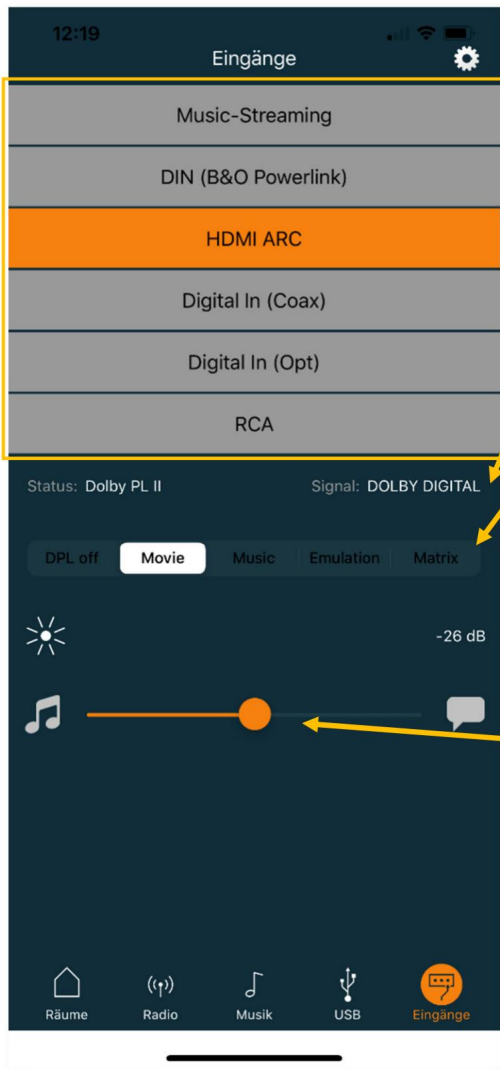 12:19
Eingänge
Music-Streaming
DIN (B&O Powerlink)
HDMI ARC
Digital In (Coax)
Digital In (Opt)
RCA
Status: Dolby PL II Signal: DOLBY DIGITAL
DPL off Movie Music Emulation Matrix
-26 dB
Räume Radio Musik USB Eingänge